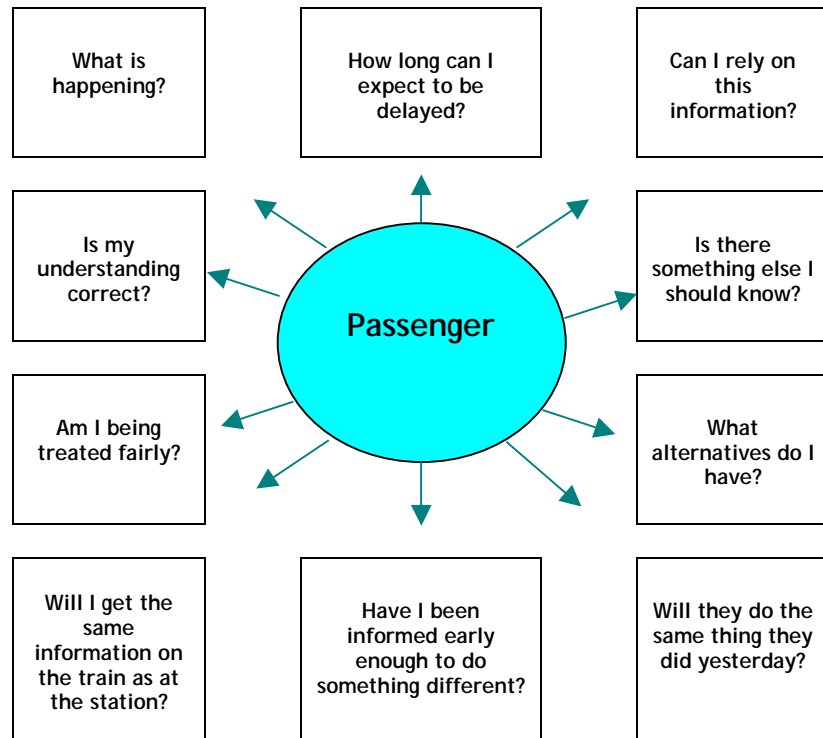 What is
happening?
How long can I
expect to be
delayed?
Can I rely on
this
information?
Is my
understanding
correct?
Passenger
Is there
something else I
should know?
Am I being
treated fairly?
What
alternatives do I
have?
Will I get the
same
information on
the train as at
the station?
Have I been
informed early
enough to do
something different?
Will they do the
same thing they
did yesterday?